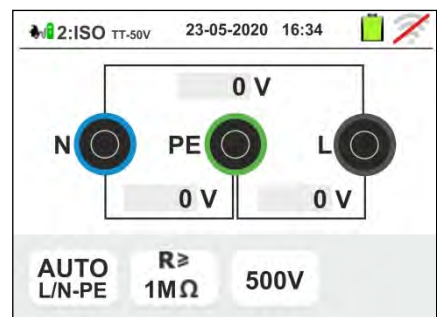 2:ISO TT-50V 23-05-2020 16:34
0 V
N PE L
0 V 0 V
AUTO L/N-PE
R≥ 1MΩ
500V